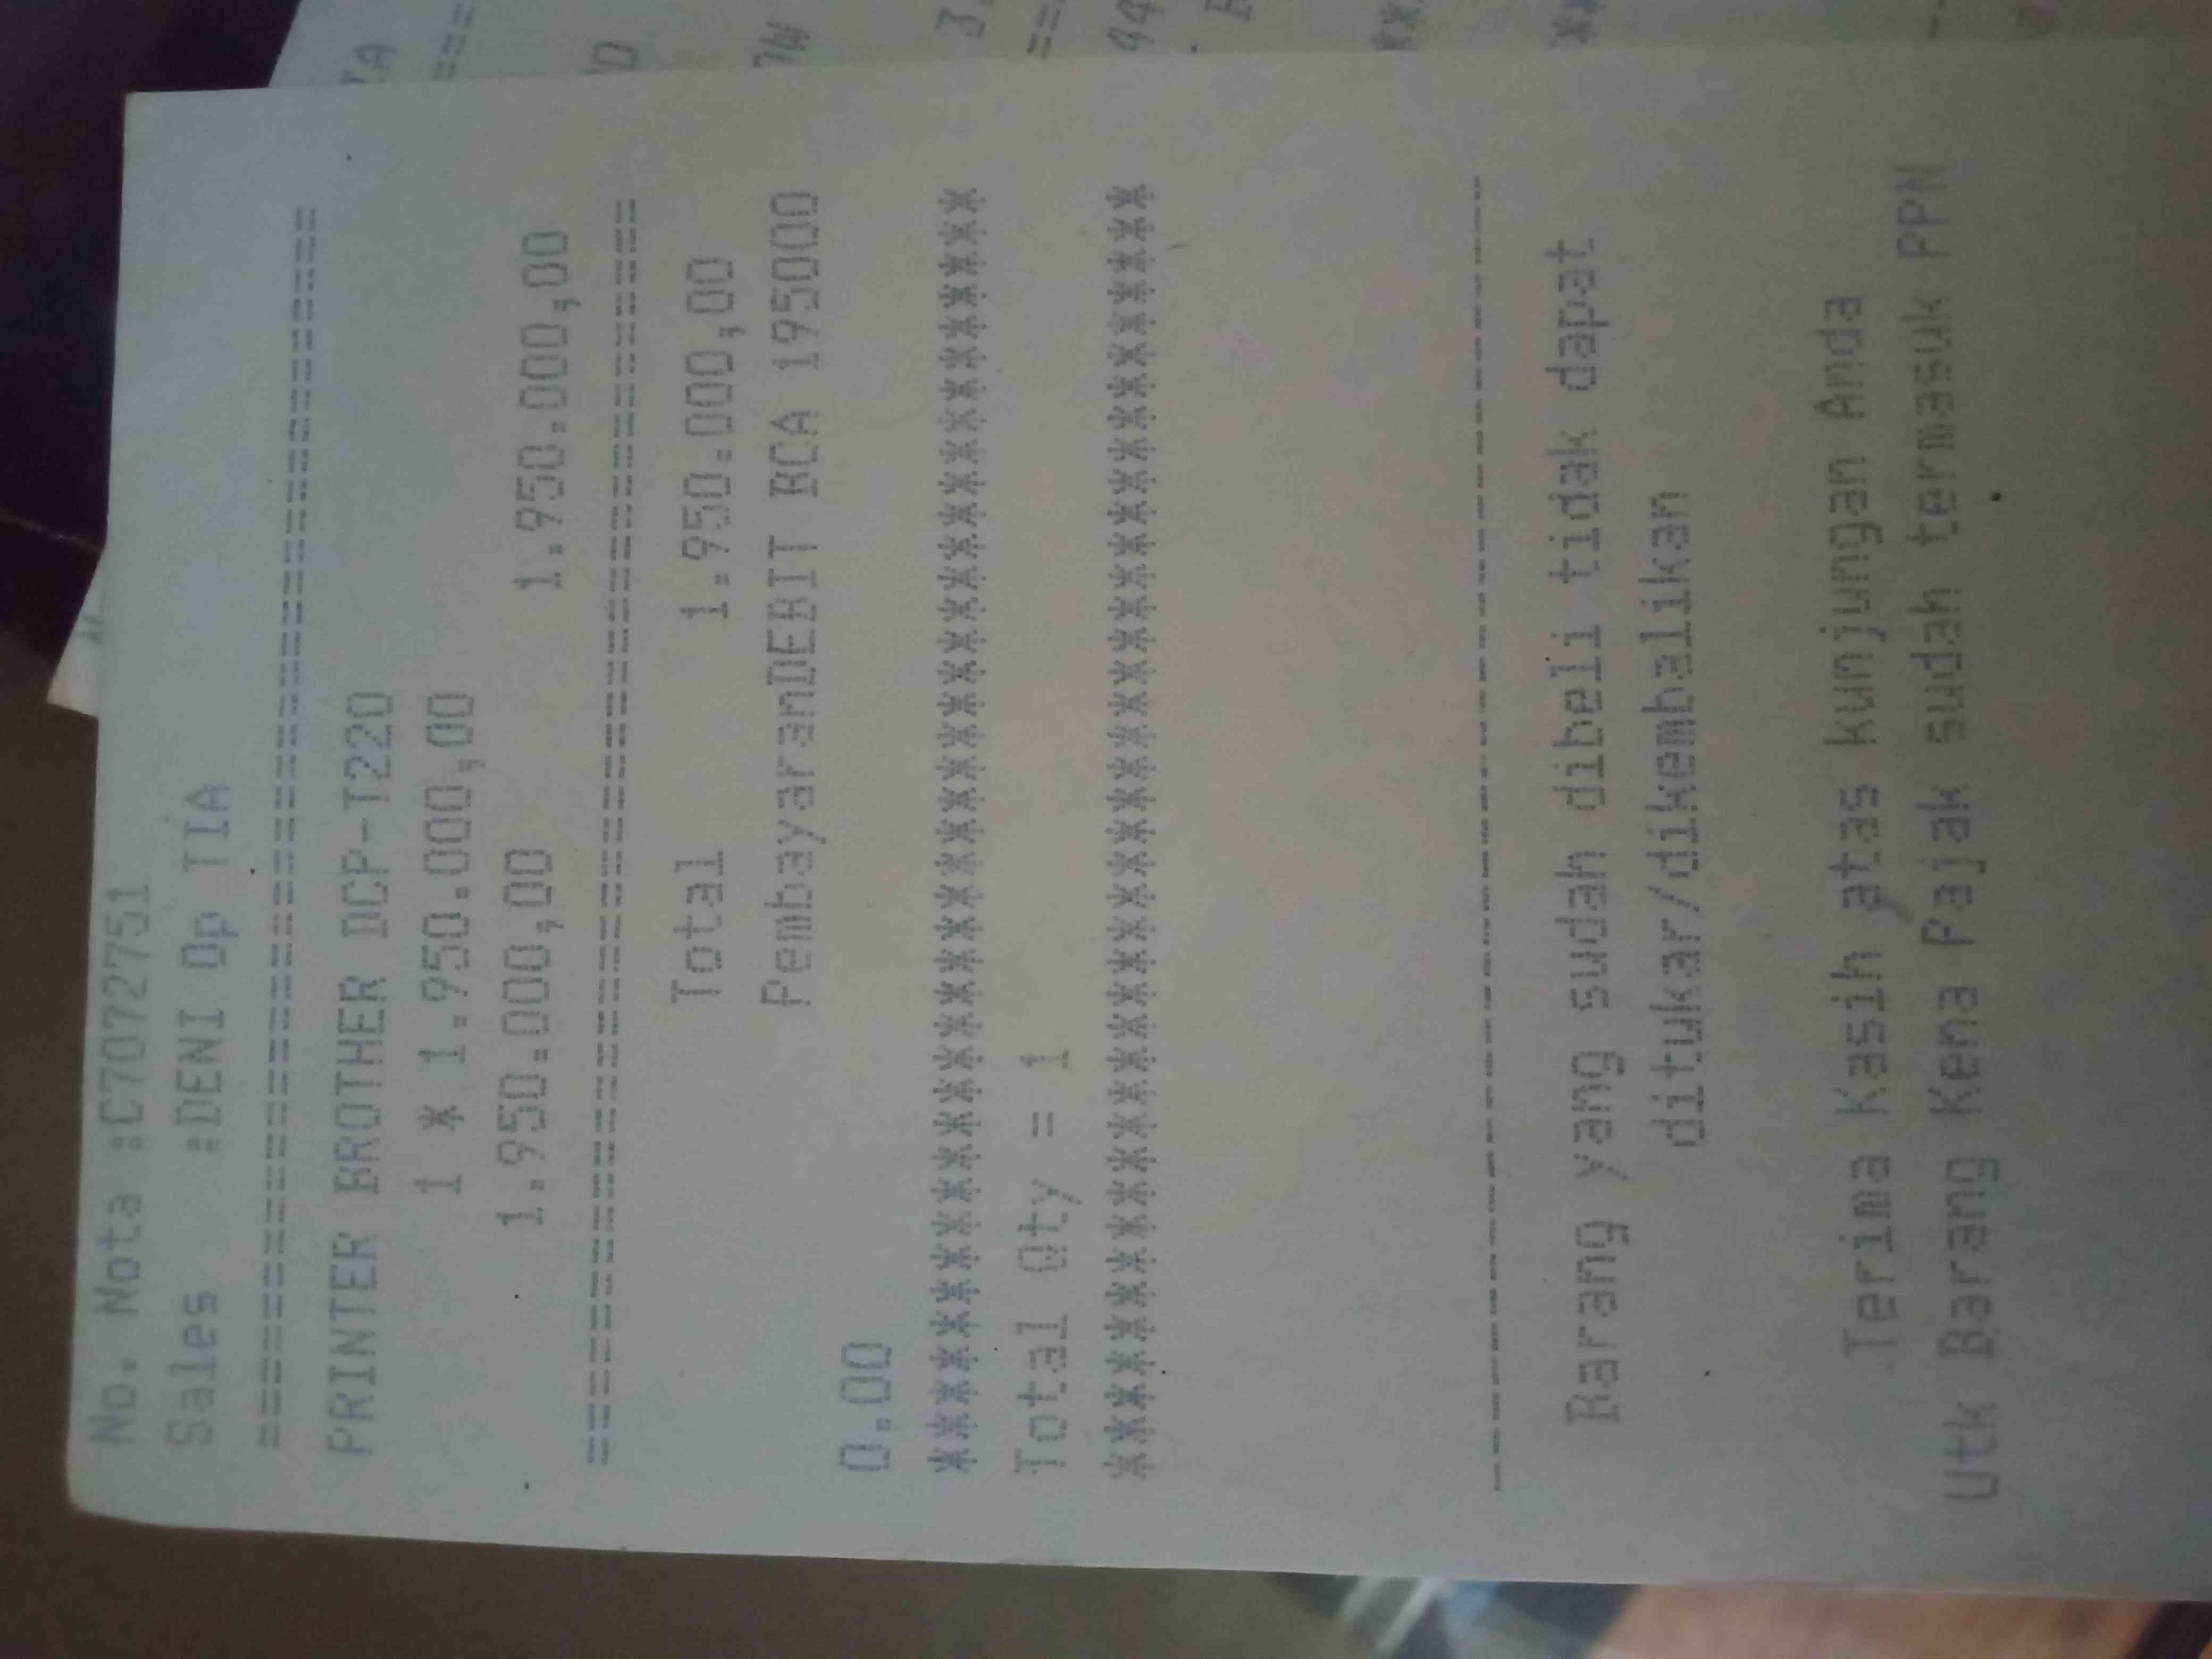 No. Nota :C7072751
Sales :DENI Op TIA
================================
PRINTER BROTHER DCP-T220
1 * 1.950.000,00
1.950.000,00 1.950.000,00
================================
Total 1.950.000,00
PembayaranDEBIT BCA 195000
0.00
********************************
Total Qty = 1
********************************
--------------------------------
Barang yang sudah dibeli tidak dapat
ditukar/dikembalikan
Terima Kasih atas kunjungan Anda
Utk Barang Kena Pajak sudah termasuk PPN